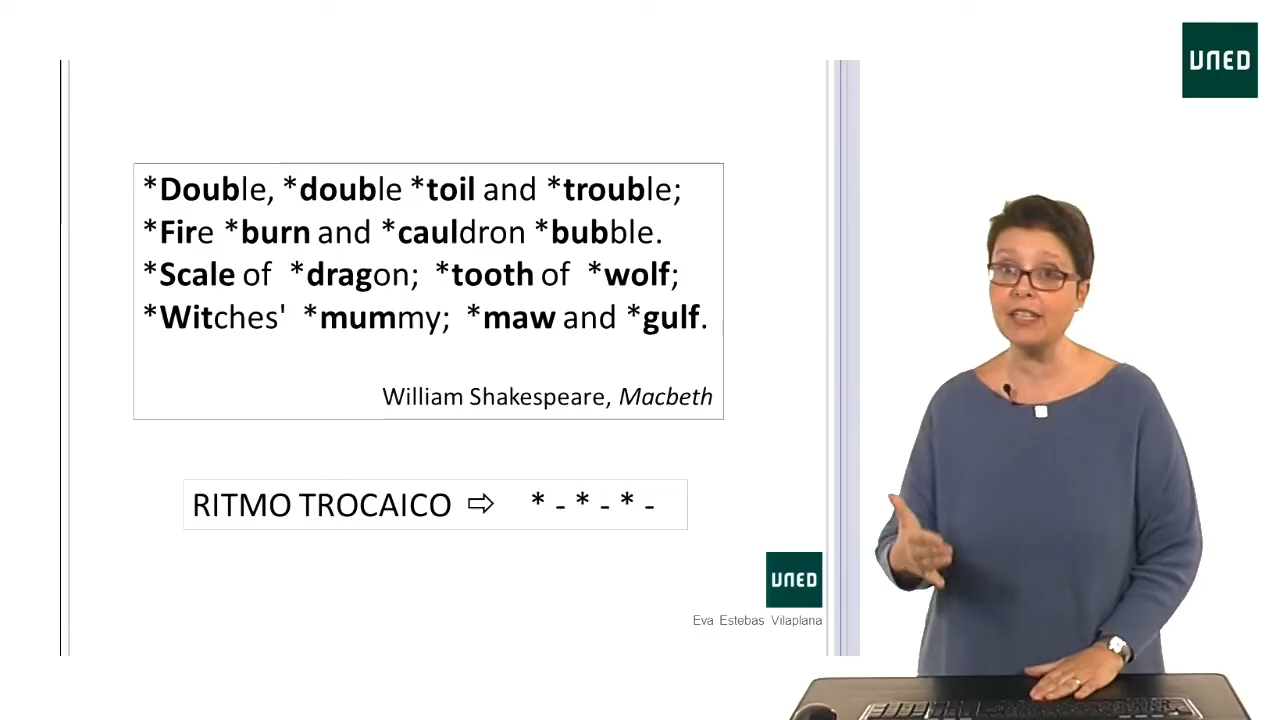 UNED
*Double, *double *toil and *trouble;
*Fire *burn and *cauldron *bubble.
*Scale of *dragon; *tooth of *wolf;
*Witches' *mummy; *maw and *gulf.
William Shakespeare, Macbeth
RITMO TROCAICO ⇨ * - * - * -
UNED
Eva Estebas Vilaplana